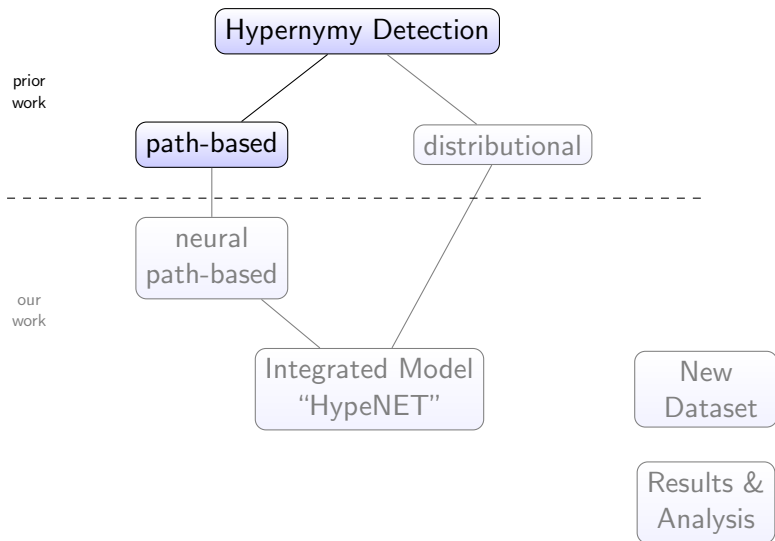 Hypernymy Detection
prior
work
path-based
distributional
neural
path-based
our
work
Integrated Model
“HypeNET”
New
Dataset
Results &
Analysis